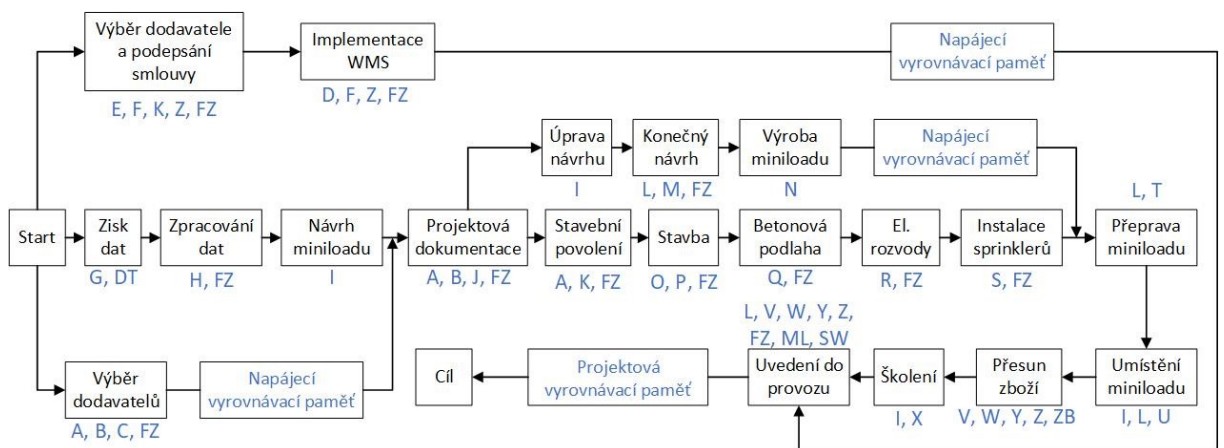 Výběr dodavatele
a podepsání
smlouvy
E, F, K, Z, FZ
Implementace
WMS
D, F, Z, FZ
Napájecí
vyrovnávací paměť
Úprava
návrhu
I
Konečný
návrh
L, M, FZ
Výroba
miniloadu
N
Napájecí
vyrovnávací paměť
Start
Zisk
dat
G, DT
Zpracování
dat
H, FZ
Návrh
miniloadu
I
Projektová
dokumentace
A, B, J, FZ
Stavební
povolení
A, K, FZ
Stavba
O, P, FZ
Betonová
podlaha
Q, FZ
El.
rozvody
R, FZ
Instalace
sprinklerů
S, FZ
L, T
Přeprava
miniloadu
Výběr
dodavatelů
A, B, C, FZ
Napájecí
vyrovnávací paměť
Cíl
Projektová
vyrovnávací paměť
L, V, W, Y, Z,
FZ, ML, SW
Uvedení do
provozu
Školení
I, X
Přesun
zboží
V, W, Y, Z, ZB
Umístění
miniloadu
I, L, U